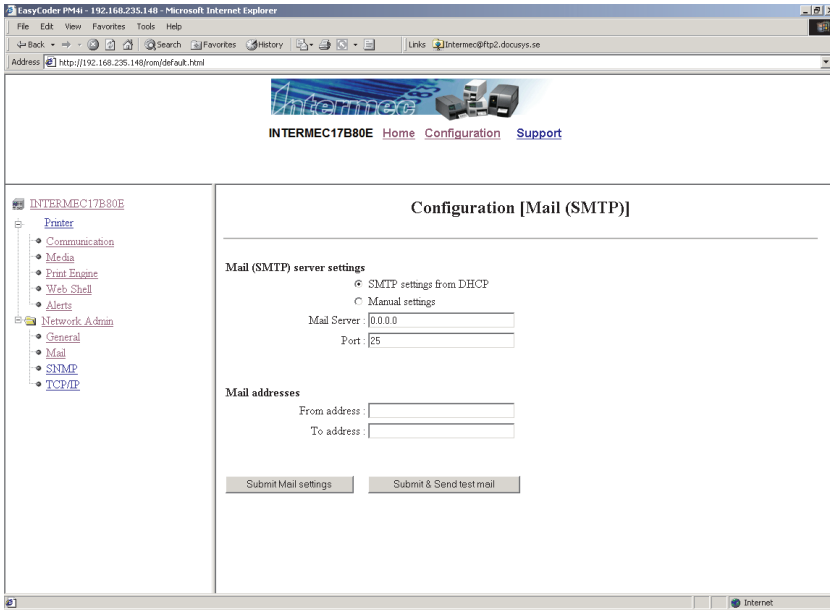 EasyCoder PM4i - 192.168.235.148 - Microsoft Internet Explorer
File Edit View Favorites Tools Help
Back Search Favorites History Links Intermec@ftp2.docusys.se
Address http://192.168.235.148/rom/default.html
Intermec
INTERMEC17B80E Home Configuration Support
INTERMEC17B80E
Printer
Communication
Media
Print Engine
Web Shell
Alerts
Network Admin
General
Mail
SNMP
TCP/IP
Configuration [Mail (SMTP)]
Mail (SMTP) server settings
SMTP settings from DHCP
Manual settings
Mail Server : 0.0.0.0
Port : 25
Mail addresses
From address :
To address :
Submit Mail settings Submit & Send test mail
Internet